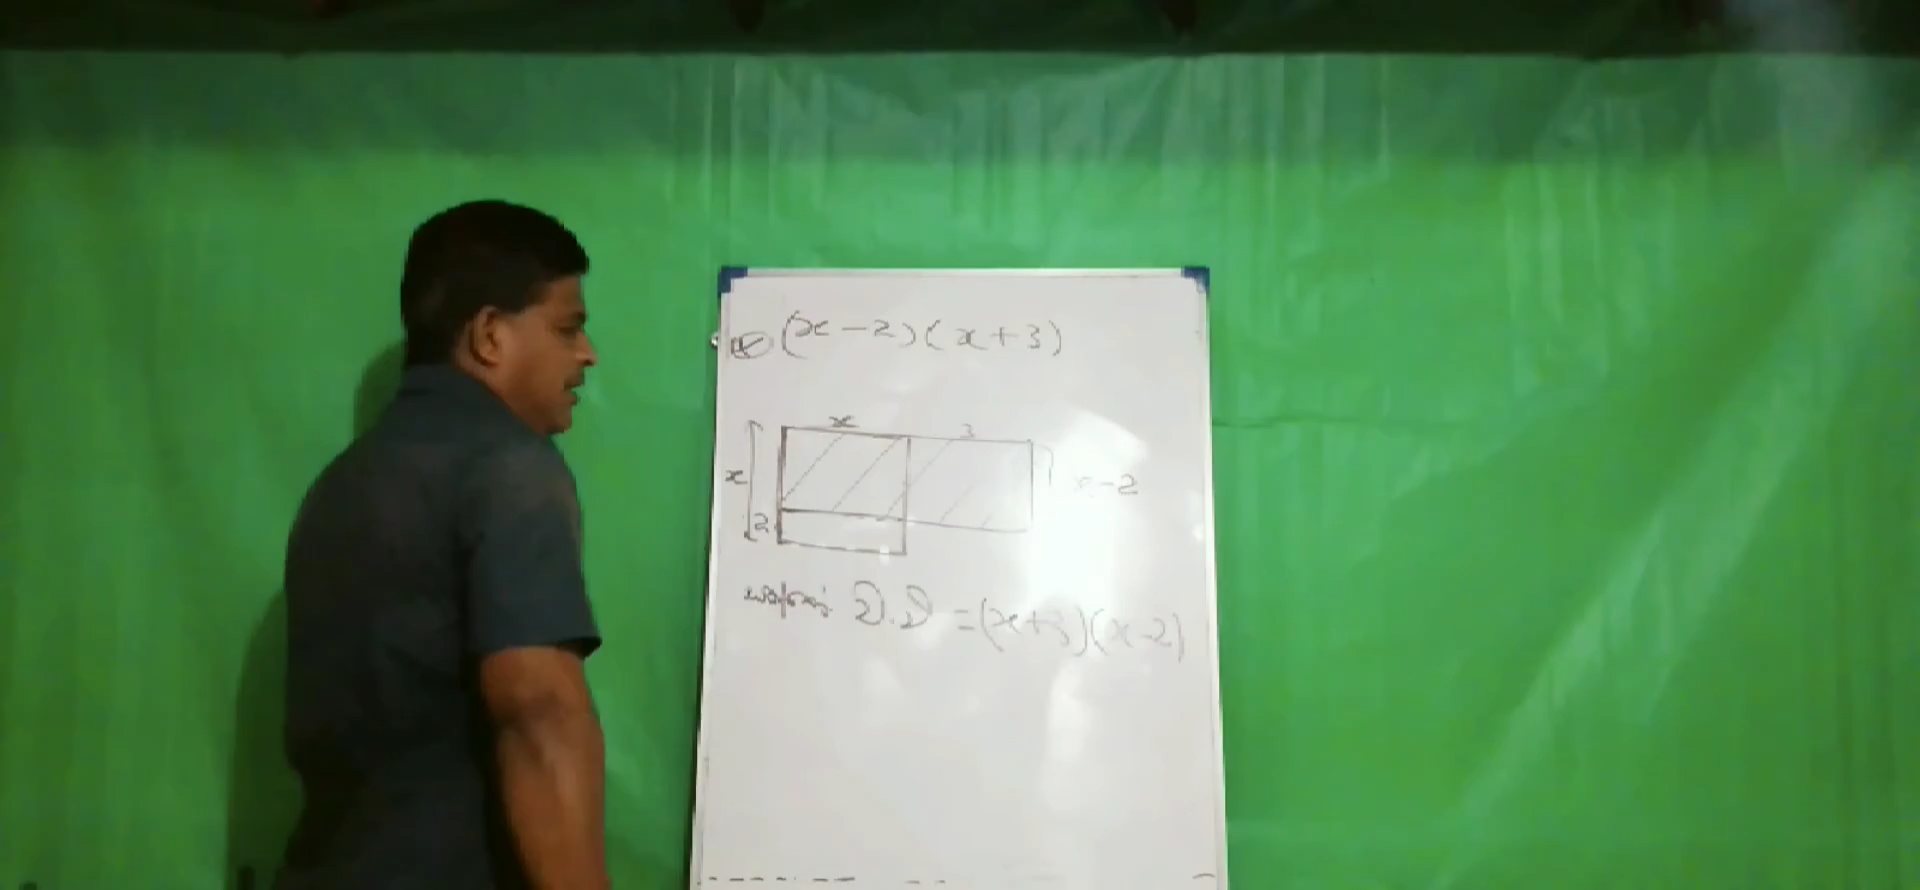 (x-2)(x+3)
x 3
x
x-2
2
=(x+3)(x-2)